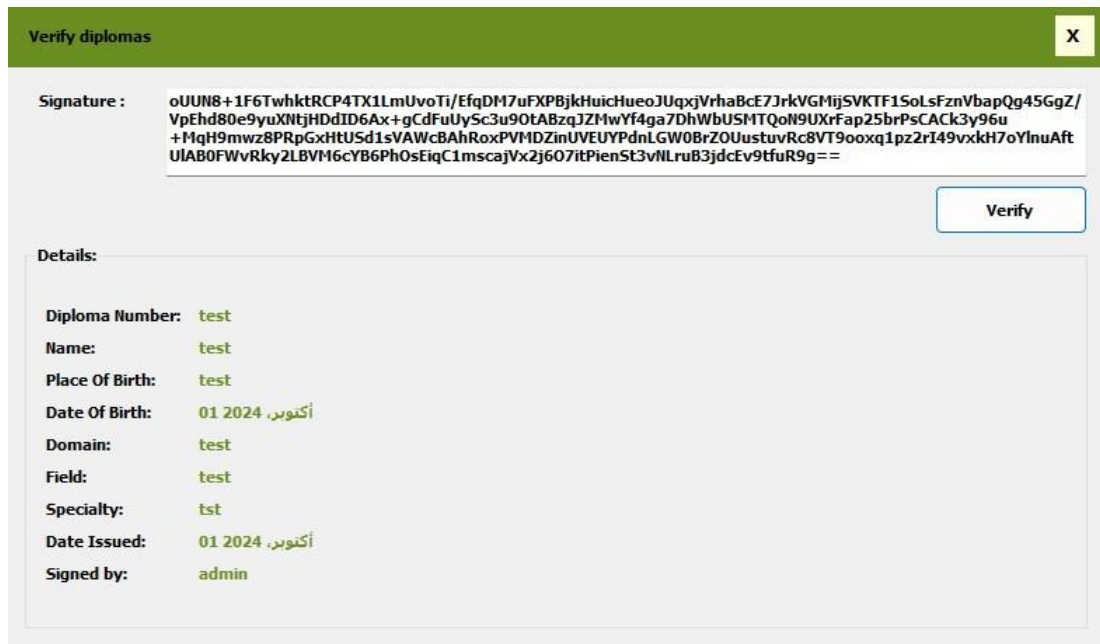 Verify diplomas
X
Signature :
oUUN8+1F6TwhktRCP4TX1LmUvoTi/EfqDM7uFXPBjkHuicHueoJUqxjVrhaBcE7JrkVGMijSVKTF1SoLsFznVbapQg45GgZ/
VpEhd80e9yuXNtjHDdID6Ax+gCdFuUySc3u9OtABzqJZMwYf4ga7DhWbUSMTQoN9UXrFap25brPsCACk3y96u
+MqH9mwz8PRpGxHtUSd1sVAWcBAhRoxPVMDZinUVEUYPdnLGW0BrZOUustuvRc8VT9ooxq1pz2rI49vxkH7oYlnuAft
UlAB0FWvRky2LBVM6cYB6PhOsEiqC1mscajVx2j6O7itPienSt3vNLruB3jdcEv9tfuR9g==
Verify
Details:
Diploma Number: test
Name: test
Place Of Birth: test
Date Of Birth: 01 أكتوبر، 2024
Domain: test
Field: test
Specialty: tst
Date Issued: 01 أكتوبر، 2024
Signed by: admin